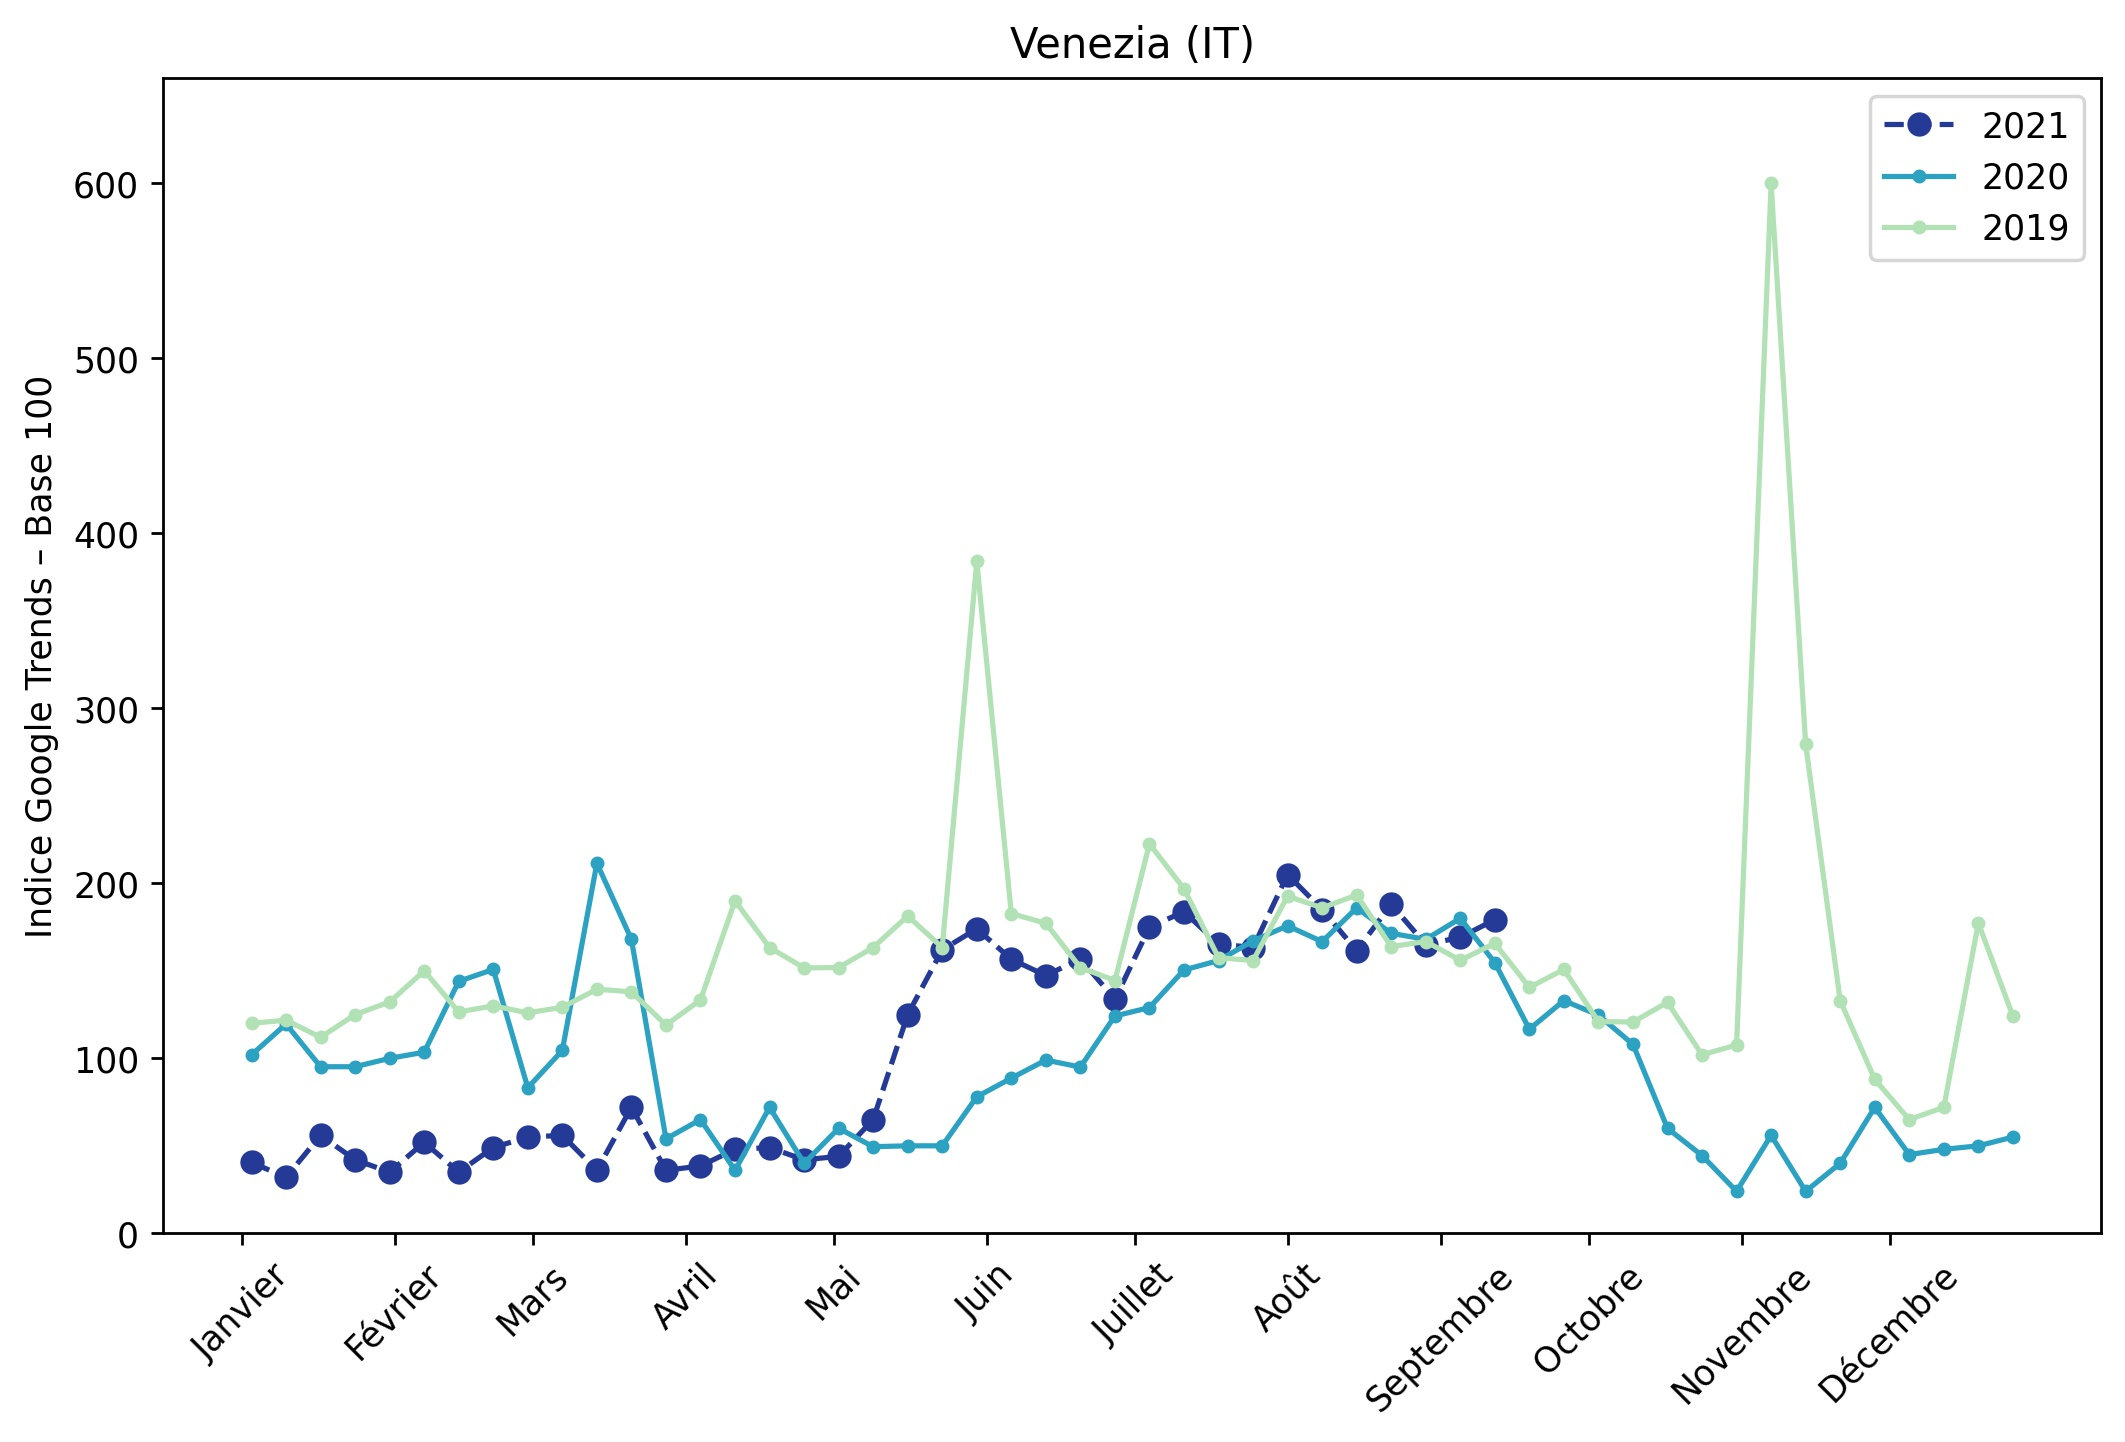 Venezia (IT)
Indice Google Trends – Base 100
600
500
400
300
200
100
0
2021
2020
2019
Janvier
Février
Mars
Avril
Mai
Juin
Juillet
Août
Septembre
Octobre
Novembre
Décembre